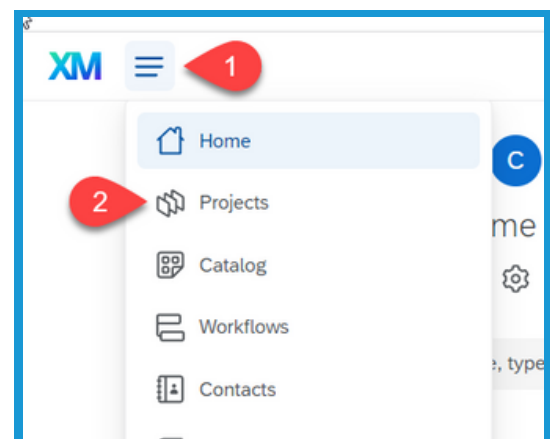 XM
1
Home
C
2
Projects
me
Catalog
Workflows
e, type
Contacts